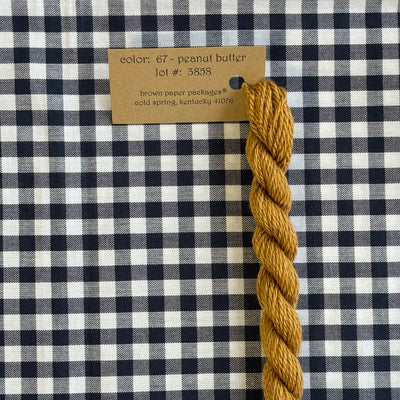 color: 67 - peanut butter
lot #: 3858
brown paper packages®
cold spring, kentucky 41076